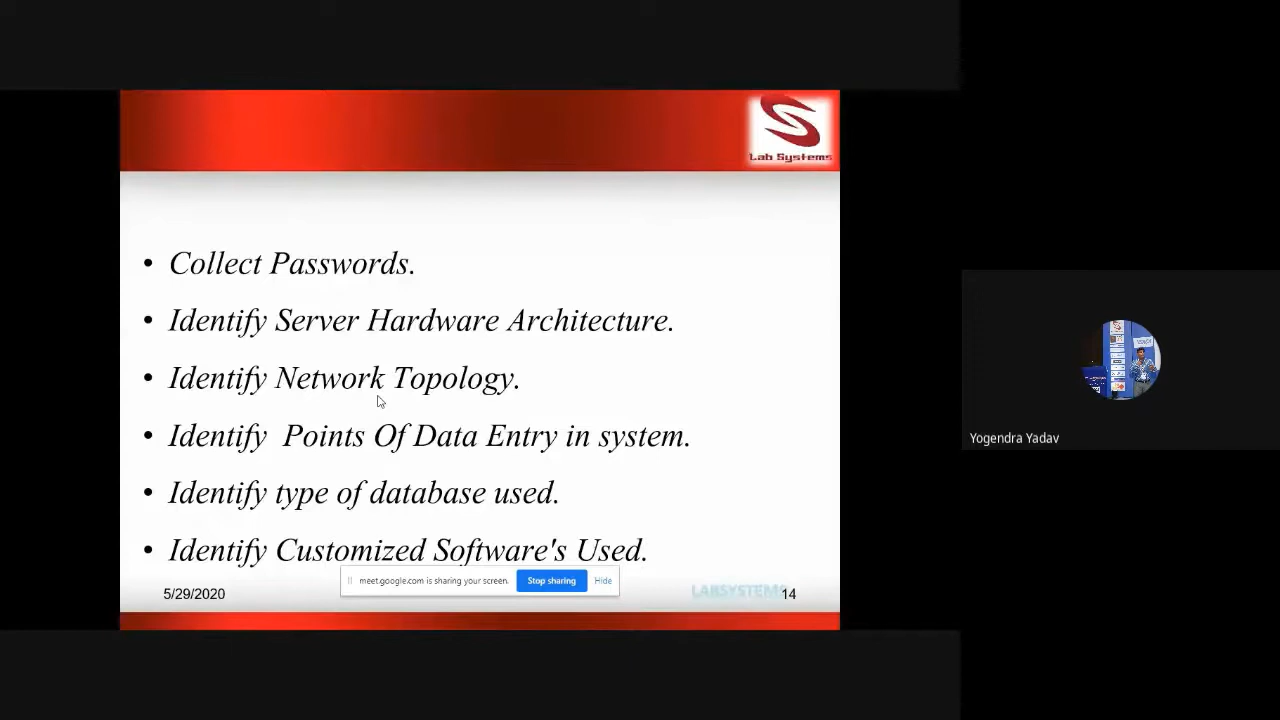 Lab Systems
• Collect Passwords.
• Identify Server Hardware Architecture.
• Identify Network Topology.
• Identify Points Of Data Entry in system.
• Identify type of database used.
• Identify Customized Software's Used.
meet.google.com is sharing your screen.
Stop sharing
Hide
5/29/2020
LABSYSTEMS
14
Yogendra Yadav